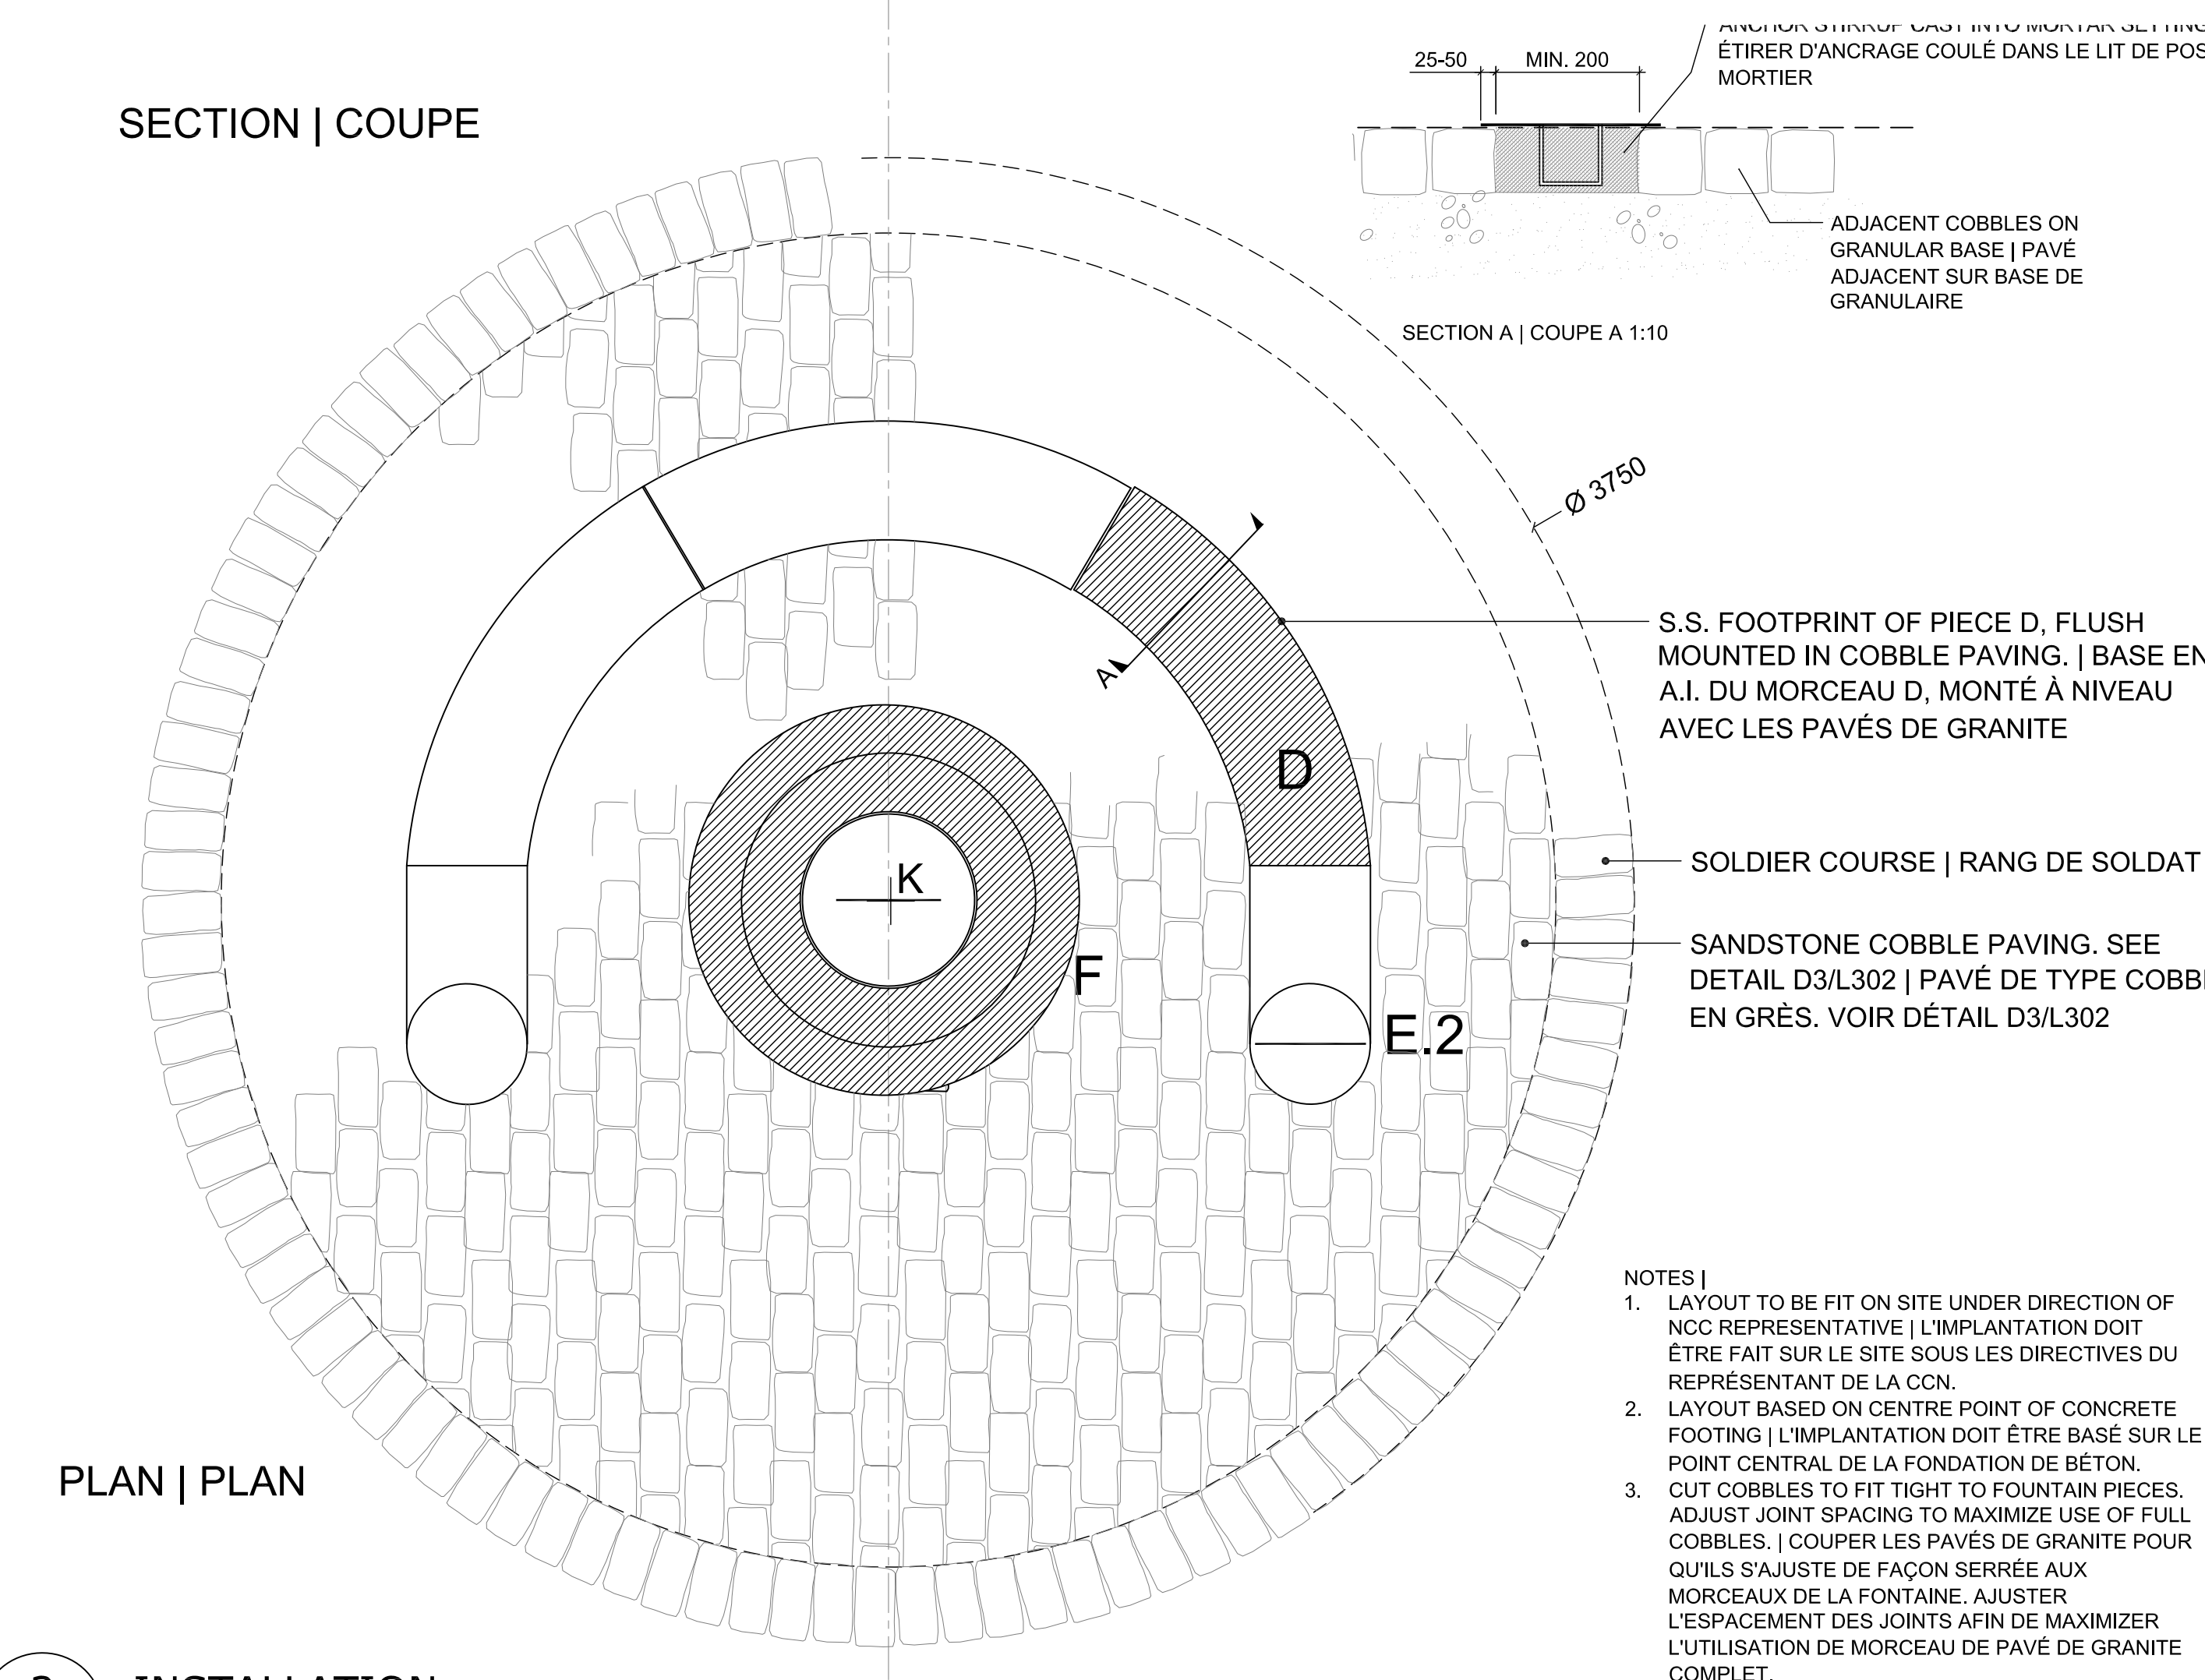 SECTION | COUPE
25-50
MIN. 200
ANCHOR STIRRUP CAST INTO MORTAR SETTING
ÉTIRER D'ANCRAGE COULÉ DANS LE LIT DE POS
MORTIER
ADJACENT COBBLES ON
GRANULAR BASE | PAVÉ
ADJACENT SUR BASE DE
GRANULAIRE
SECTION A | COUPE A 1:10
Ø 3750
A
S.S. FOOTPRINT OF PIECE D, FLUSH
MOUNTED IN COBBLE PAVING. | BASE EN
A.I. DU MORCEAU D, MONTÉ À NIVEAU
AVEC LES PAVÉS DE GRANITE
D
K
F
E.2
SOLDIER COURSE | RANG DE SOLDAT
SANDSTONE COBBLE PAVING. SEE
DETAIL D3/L302 | PAVÉ DE TYPE COBBL
EN GRÈS. VOIR DÉTAIL D3/L302
NOTES |
1. LAYOUT TO BE FIT ON SITE UNDER DIRECTION OF
NCC REPRESENTATIVE | L'IMPLANTATION DOIT
ÊTRE FAIT SUR LE SITE SOUS LES DIRECTIVES DU
REPRÉSENTANT DE LA CCN.
2. LAYOUT BASED ON CENTRE POINT OF CONCRETE
FOOTING | L'IMPLANTATION DOIT ÊTRE BASÉ SUR LE
POINT CENTRAL DE LA FONDATION DE BÉTON.
3. CUT COBBLES TO FIT TIGHT TO FOUNTAIN PIECES.
ADJUST JOINT SPACING TO MAXIMIZE USE OF FULL
COBBLES. | COUPER LES PAVÉS DE GRANITE POUR
QU'ILS S'AJUSTE DE FAÇON SERRÉE AUX
MORCEAUX DE LA FONTAINE. AJUSTER
L'ESPACEMENT DES JOINTS AFIN DE MAXIMIZER
L'UTILISATION DE MORCEAU DE PAVÉ DE GRANITE
COMPLET.
PLAN | PLAN
INSTALLATION